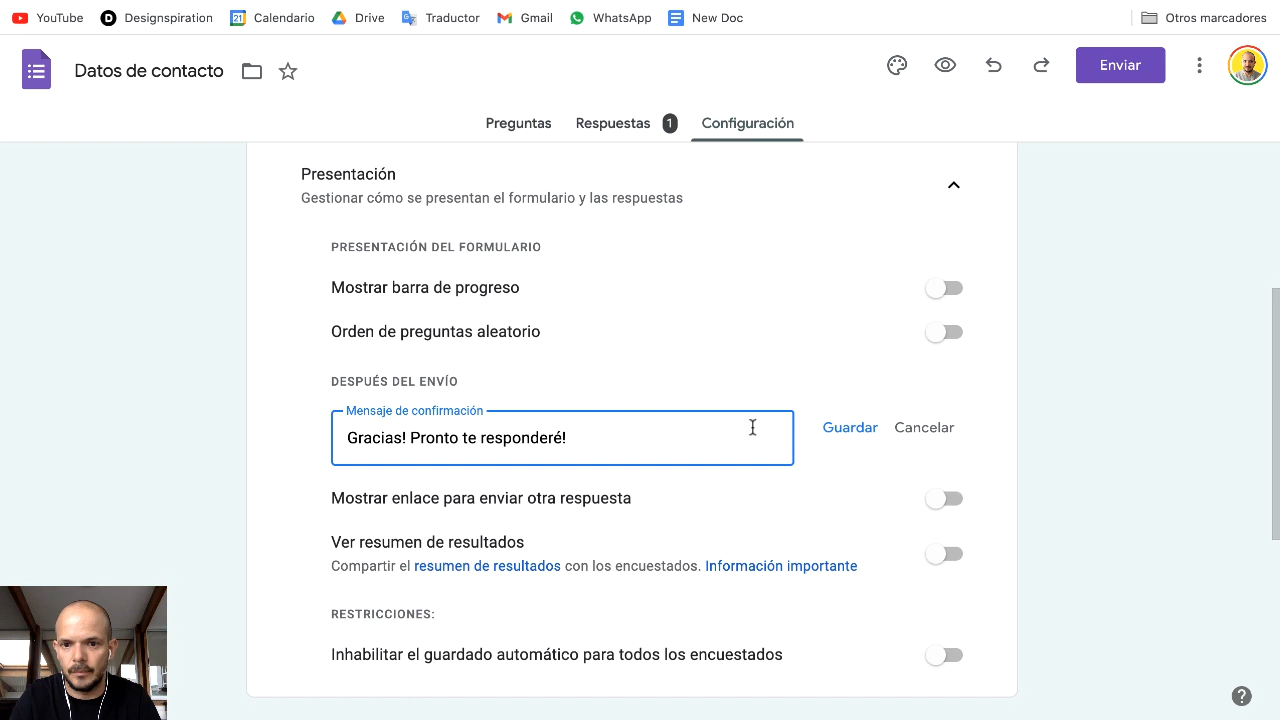 YouTube Designspiration Calendario Drive Traductor Gmail WhatsApp New Doc Otros marcadores
Datos de contacto Enviar
Preguntas Respuestas 1 Configuración
Presentación
Gestionar cómo se presentan el formulario y las respuestas
PRESENTACIÓN DEL FORMULARIO
Mostrar barra de progreso
Orden de preguntas aleatorio
DESPUÉS DEL ENVÍO
Mensaje de confirmación
Gracias! Pronto te responderé! Guardar Cancelar
Mostrar enlace para enviar otra respuesta
Ver resumen de resultados
Compartir el resumen de resultados con los encuestados. Información importante
RESTRICCIONES:
Inhabilitar el guardado automático para todos los encuestados